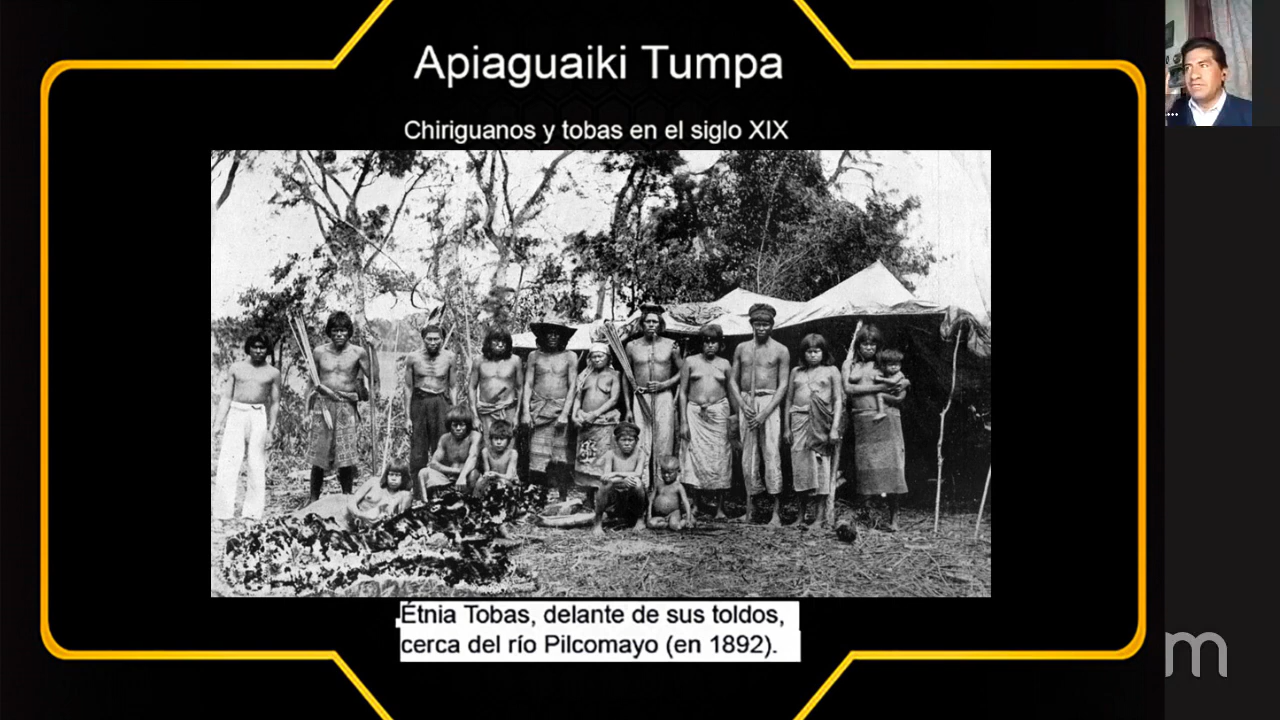 Apiaguaiki Tumpa
Chiriguanos y tobas en el siglo XIX
Étnia Tobas, delante de sus toldos,
cerca del río Pilcomayo (en 1892).
m